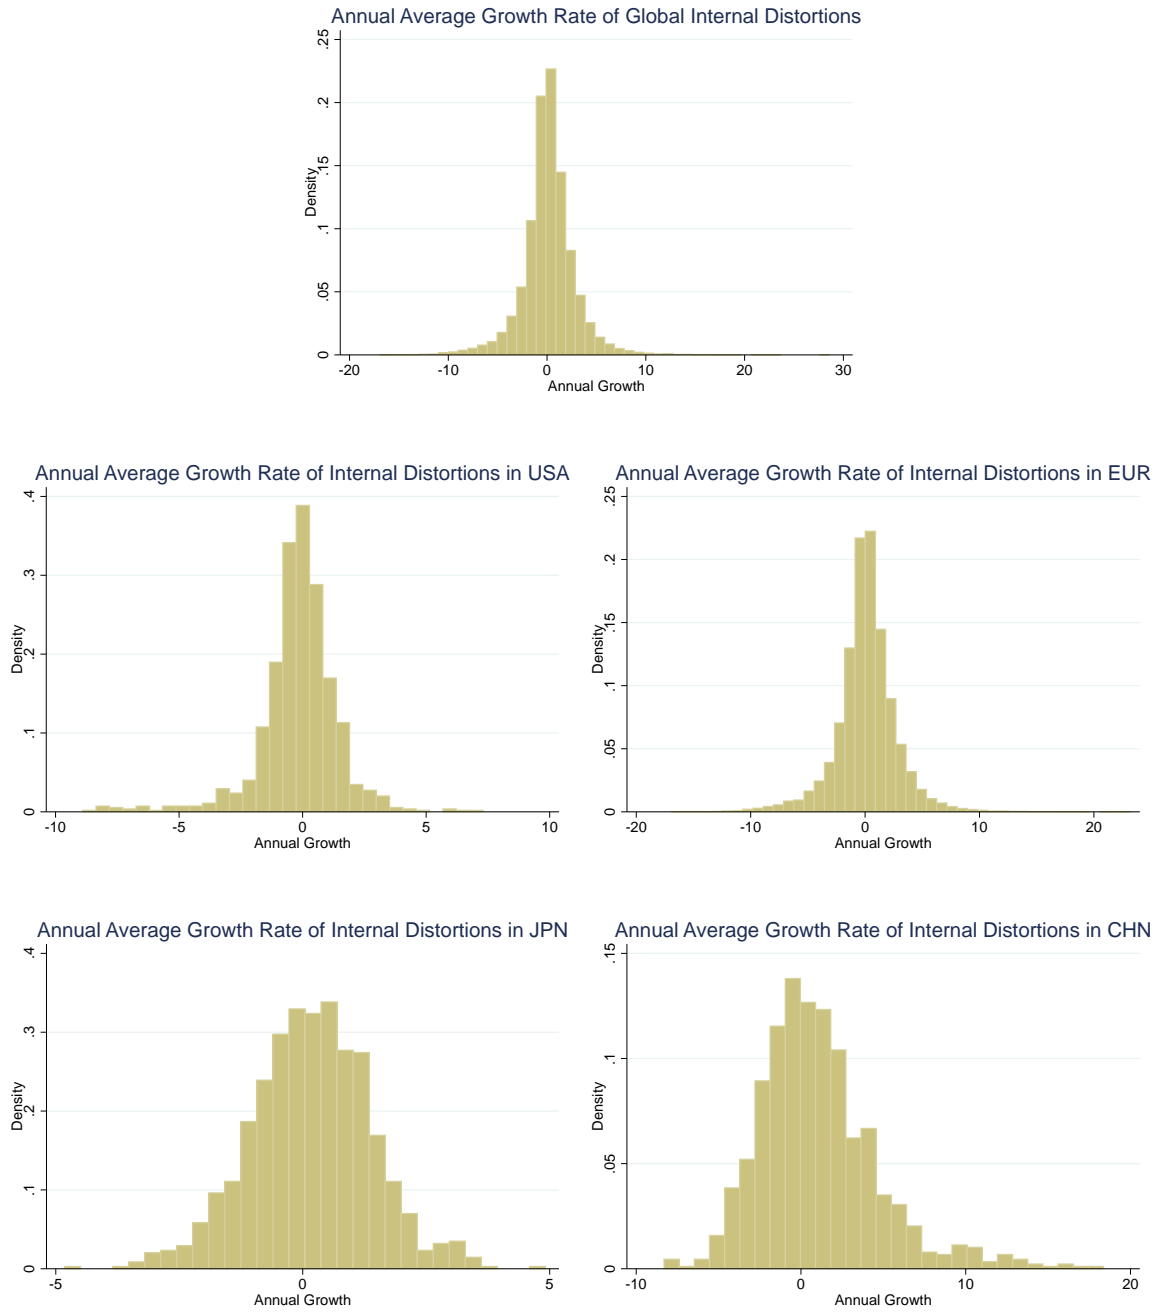 Annual Average Growth Rate of Global Internal Distortions
.25
.2
.15
.1
.05
0
Density
-20 -10 0 10 20 30
Annual Growth
Annual Average Growth Rate of Internal Distortions in USA
.4
.3
.2
.1
0
Density
-10 -5 0 5 10
Annual Growth
Annual Average Growth Rate of Internal Distortions in EUR
.25
.2
.15
.1
.05
0
Density
-20 -10 0 10 20
Annual Growth
Annual Average Growth Rate of Internal Distortions in JPN
.4
.3
.2
.1
0
Density
-5 0 5
Annual Growth
Annual Average Growth Rate of Internal Distortions in CHN
.15
.1
.05
0
Density
-10 0 10 20
Annual Growth